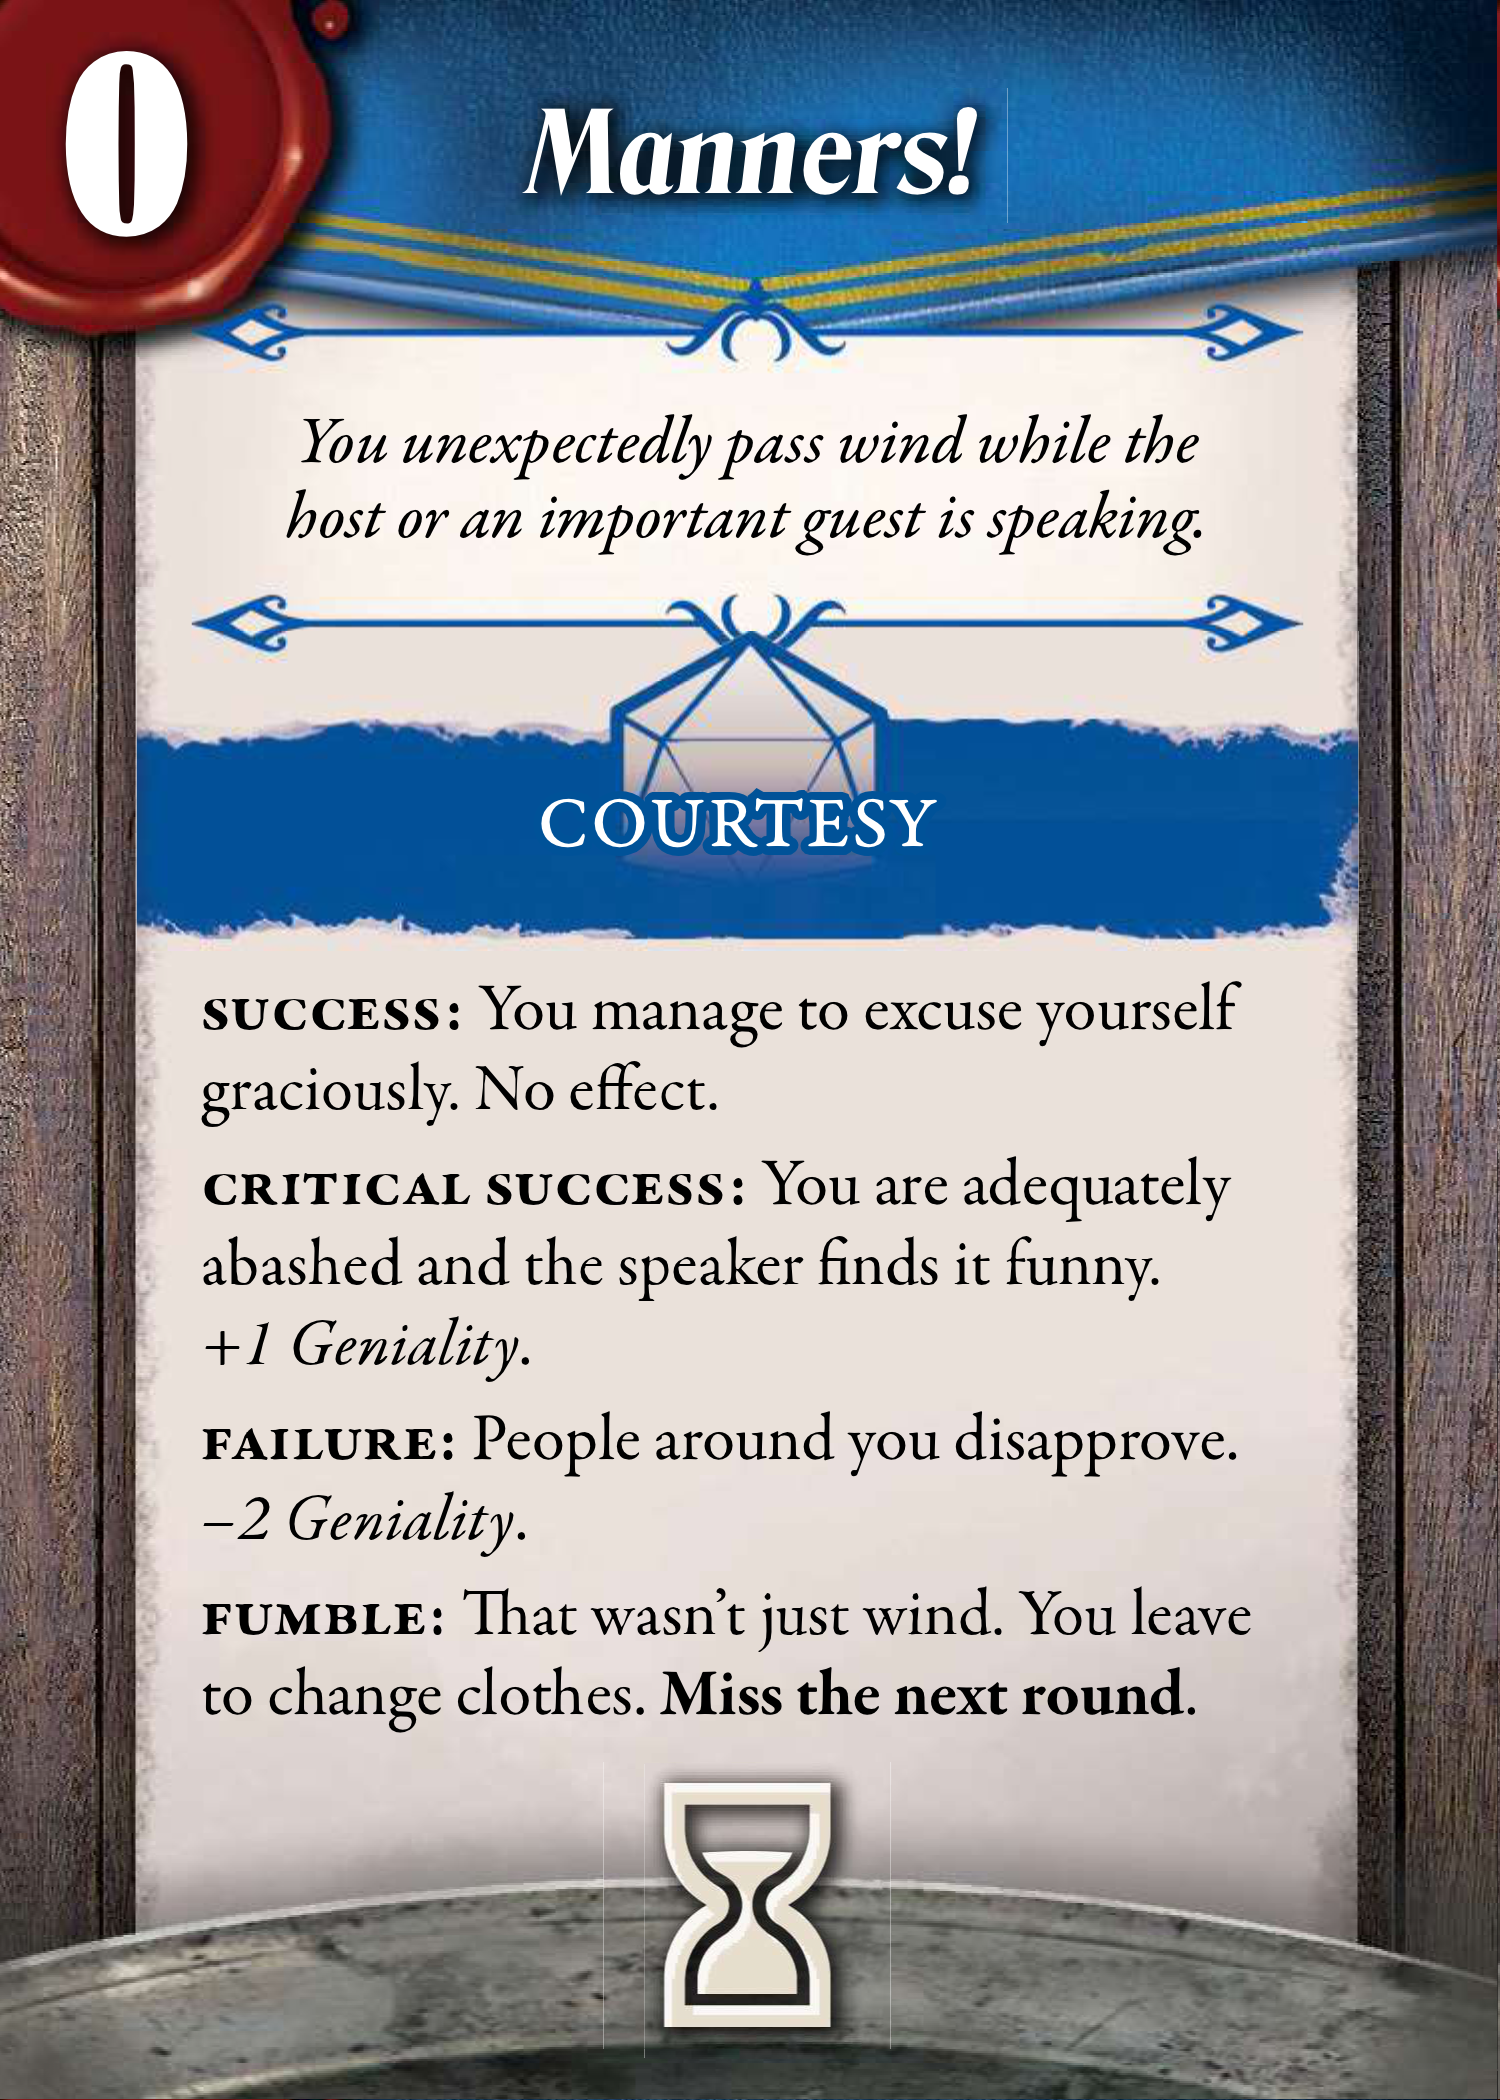 0
Manners!
You unexpectedly pass wind while the
host or an important guest is speaking.
COURTESY
SUCCESS: You manage to excuse yourself
graciously. No effect.
CRITICAL SUCCESS: You are adequately
abashed and the speaker finds it funny.
+1 Geniality.
FAILURE: People around you disapprove.
–2 Geniality.
FUMBLE: That wasn’t just wind. You leave
to change clothes. Miss the next round.